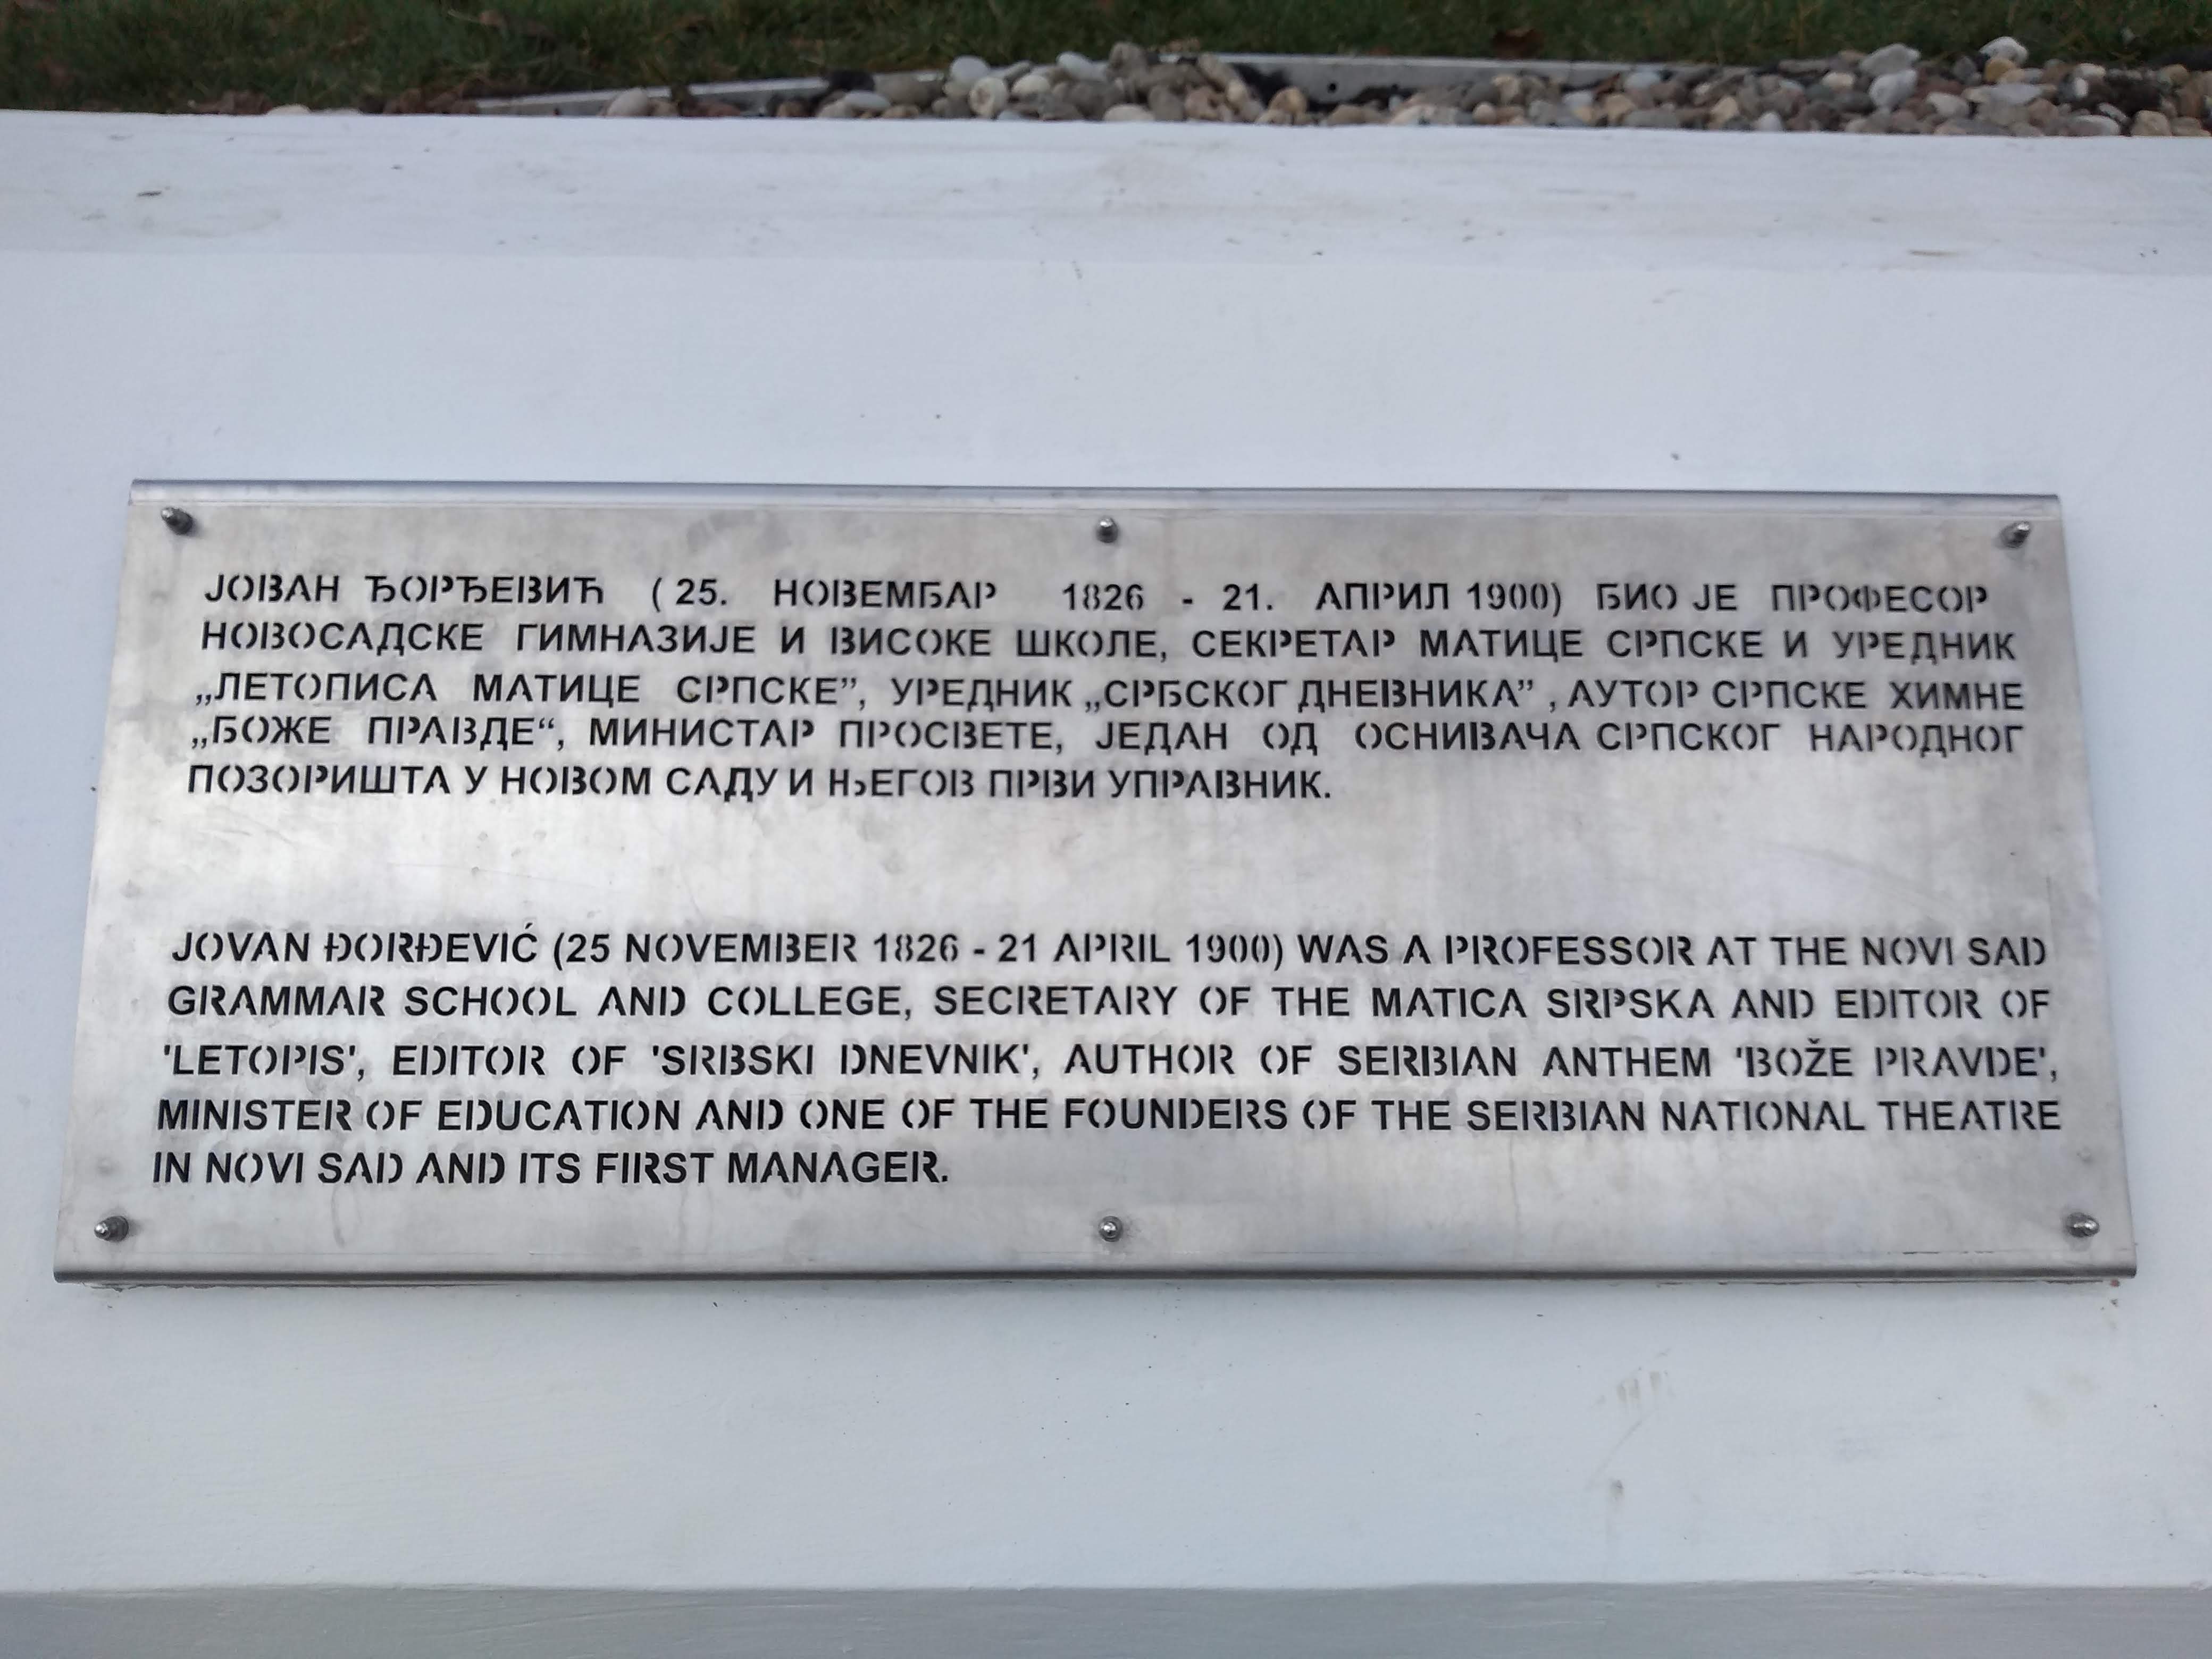 ЈОВАН ЂОРЂЕВИЋ ( 25. НОВЕМБАР 1826 - 21. АПРИЛ 1900) БИО ЈЕ ПРОФЕСОР
НОВОСАДСКЕ ГИМНАЗИЈЕ И ВИСОКЕ ШКОЛЕ, СЕКРЕТАР МАТИЦЕ СРПСКЕ И УРЕДНИК
„ЛЕТОПИСА МАТИЦЕ СРПСКЕ”, УРЕДНИК „СРБСКОГ ДНЕВНИКА” , АУТОР СРПСКЕ ХИМНЕ
„БОЖЕ ПРАВДЕ“, МИНИСТАР ПРОСВЕТЕ, ЈЕДАН ОД ОСНИВАЧА СРПСКОГ НАРОДНОГ
ПОЗОРИШТА У НОВОМ САДУ И ЊЕГОВ ПРВИ УПРАВНИК.
JOVAN ĐORĐEVIĆ (25 NOVEMBER 1826 - 21 APRIL 1900) WAS A PROFESSOR AT THE NOVI SAD
GRAMMAR SCHOOL AND COLLEGE, SECRETARY OF THE MATICA SRPSKA AND EDITOR OF
'LETOPIS', EDITOR OF 'SRBSKI DNEVNIK', AUTHOR OF SERBIAN ANTHEM 'BOŽE PRAVDE',
MINISTER OF EDUCATION AND ONE OF THE FOUNDERS OF THE SERBIAN NATIONAL THEATRE
IN NOVI SAD AND ITS FIRST MANAGER.